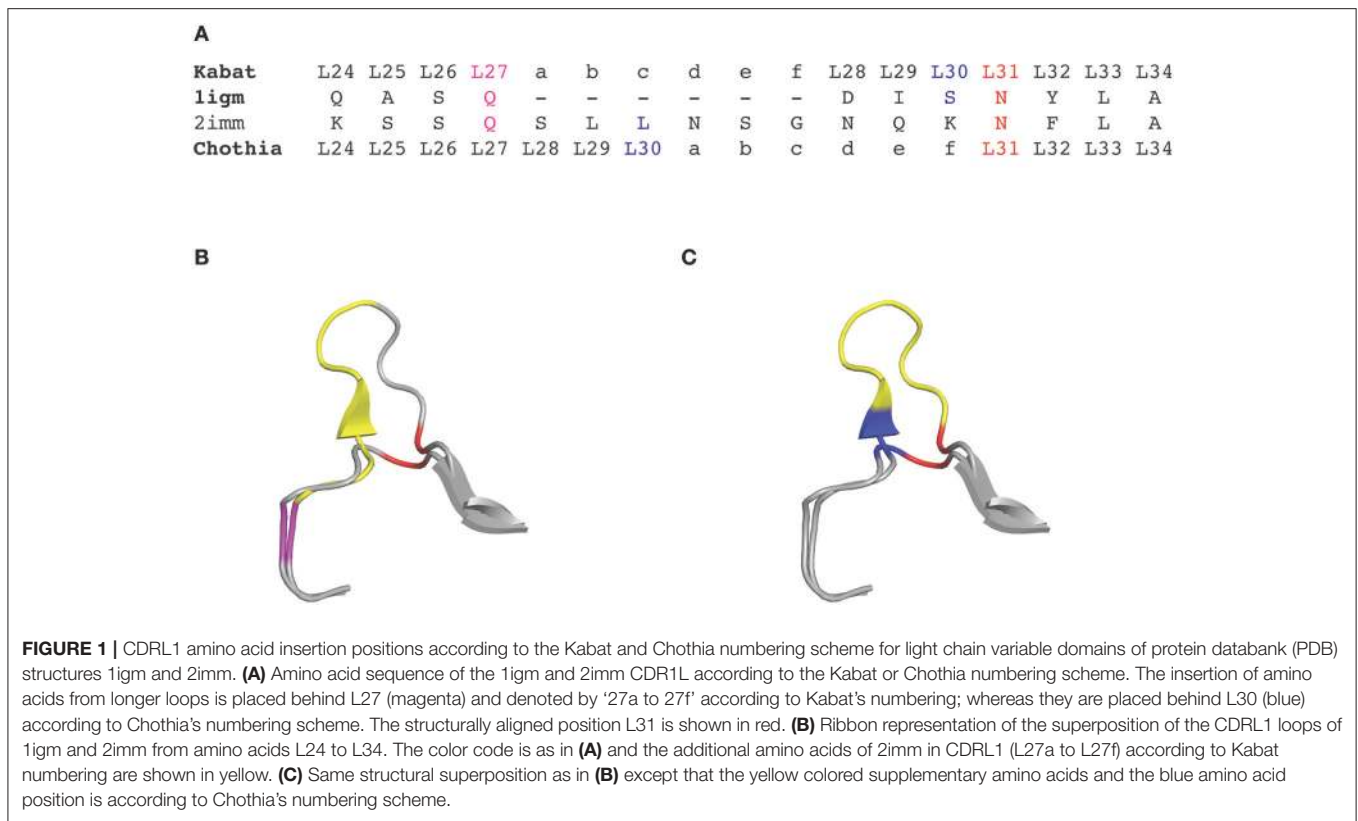 A
Kabat L24 L25 L26 L27 a b c d e f L28 L29 L30 L31 L32 L33 L34
1igm Q A S Q - - - - - - D I S N Y L A
2imm K S S Q S L L N S G N Q K N F L A
Chothia L24 L25 L26 L27 L28 L29 L30 a b c d e f L31 L32 L33 L34
B
C
FIGURE 1 | CDRL1 amino acid insertion positions according to the Kabat and Chothia numbering scheme for light chain variable domains of protein databank (PDB)
structures 1igm and 2imm. (A) Amino acid sequence of the 1igm and 2imm CDR1L according to the Kabat or Chothia numbering scheme. The insertion of amino
acids from longer loops is placed behind L27 (magenta) and denoted by ‘27a to 27f’ according to Kabat's numbering; whereas they are placed behind L30 (blue)
according to Chothia's numbering scheme. The structurally aligned position L31 is shown in red. (B) Ribbon representation of the superposition of the CDRL1 loops of
1igm and 2imm from amino acids L24 to L34. The color code is as in (A) and the additional amino acids of 2imm in CDRL1 (L27a to L27f) according to Kabat
numbering are shown in yellow. (C) Same structural superposition as in (B) except that the yellow colored supplementary amino acids and the blue amino acid
position is according to Chothia's numbering scheme.